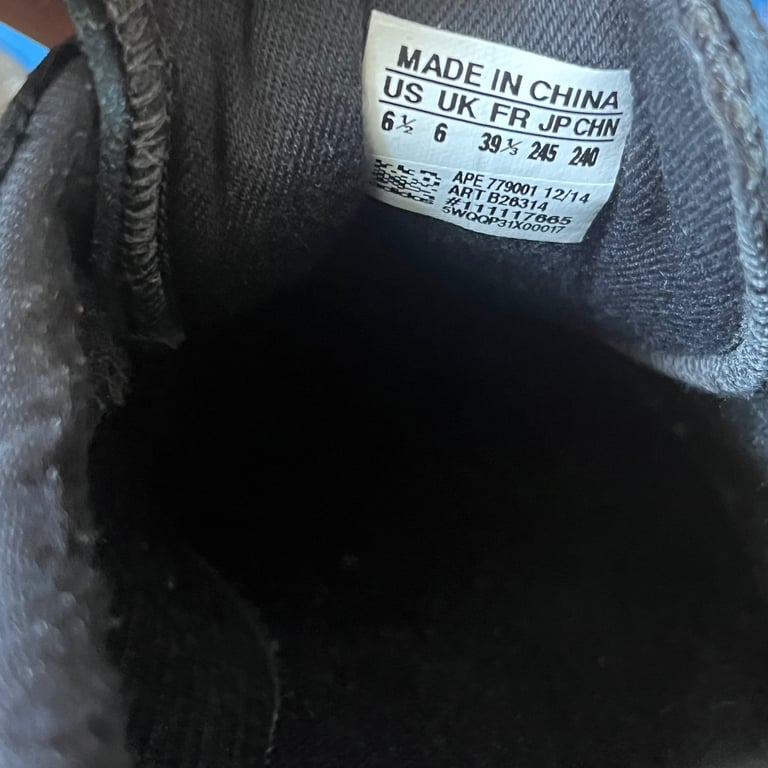 MADE IN CHINA
US UK FR JP CHN
6½ 6 39⅓ 245 240
APE 779001 12/14
ART B26314
#111117665
5WQQP31X00017